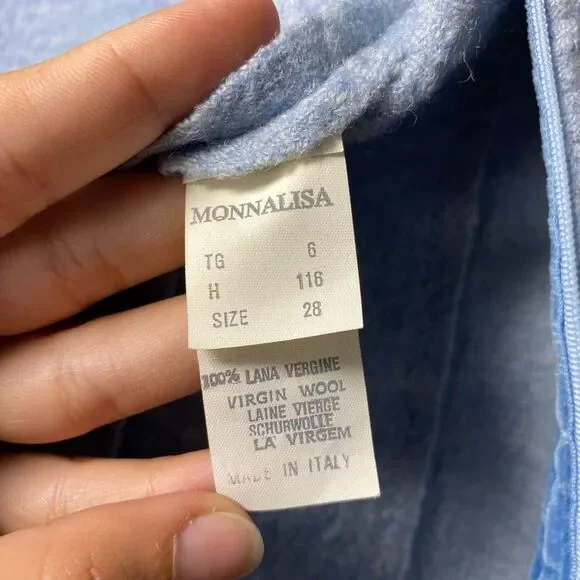 MONNALISA
TG 6
H 116
SIZE 28
100% LANA VERGINE
VIRGIN WOOL
LAINE VIERGE
SCHURWOLLE
LA VIRGEM
MADE IN ITALY